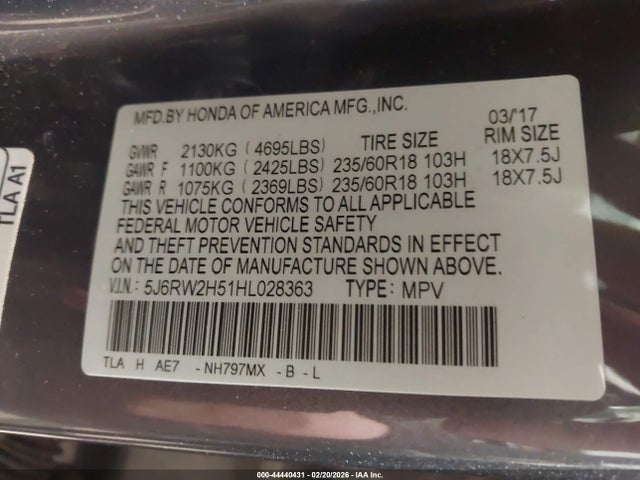 MFD.BY HONDA OF AMERICA MFG.,INC.
03/'17
GVWR 2130KG (4695LBS) TIRE SIZE RIM SIZE
GAWR F 1100KG (2425LBS) 235/60R18 103H 18X7.5J
GAWR R 1075KG (2369LBS) 235/60R18 103H 18X7.5J
THIS VEHICLE CONFORMS TO ALL APPLICABLE
FEDERAL MOTOR VEHICLE SAFETY
AND THEFT PREVENTION STANDARDS IN EFFECT
ON THE DATE OF MANUFACTURE SHOWN ABOVE.
V.I.N.: 5J6RW2H51HL028363 TYPE: MPV
TLA H AE7 -NH797MX -B -L
TLA A1
000-44440431 - 02/20/2026 - IAA Inc.